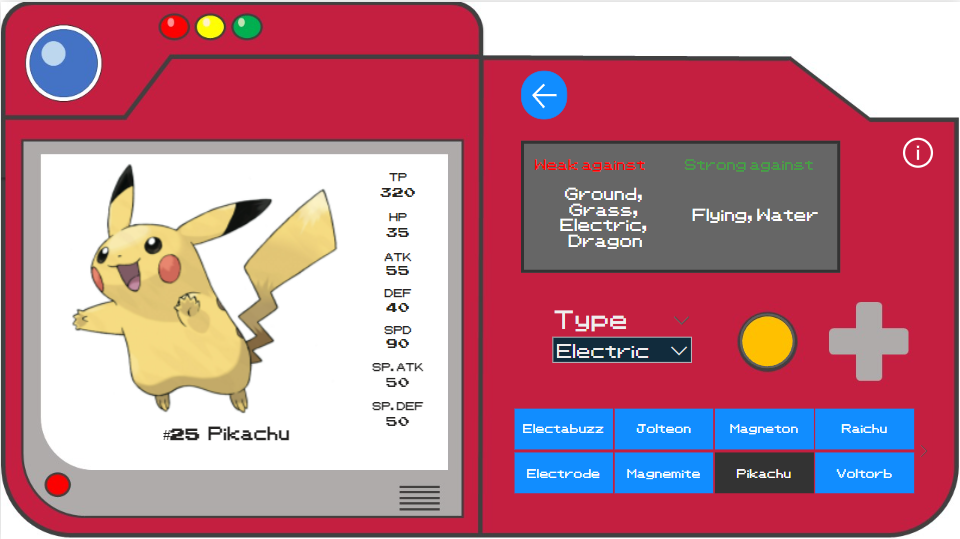 TP
320
HP
35
ATK
55
DEF
40
SPD
90
SP.ATK
50
SP.DEF
50
#25 Pikachu
i
Weak against
Ground,
Grass,
Electric,
Dragon
Strong against
Flying, Water
Type
Electric
Electabuzz Jolteon Magneton Raichu
Electrode Magnemite Pikachu Voltorb